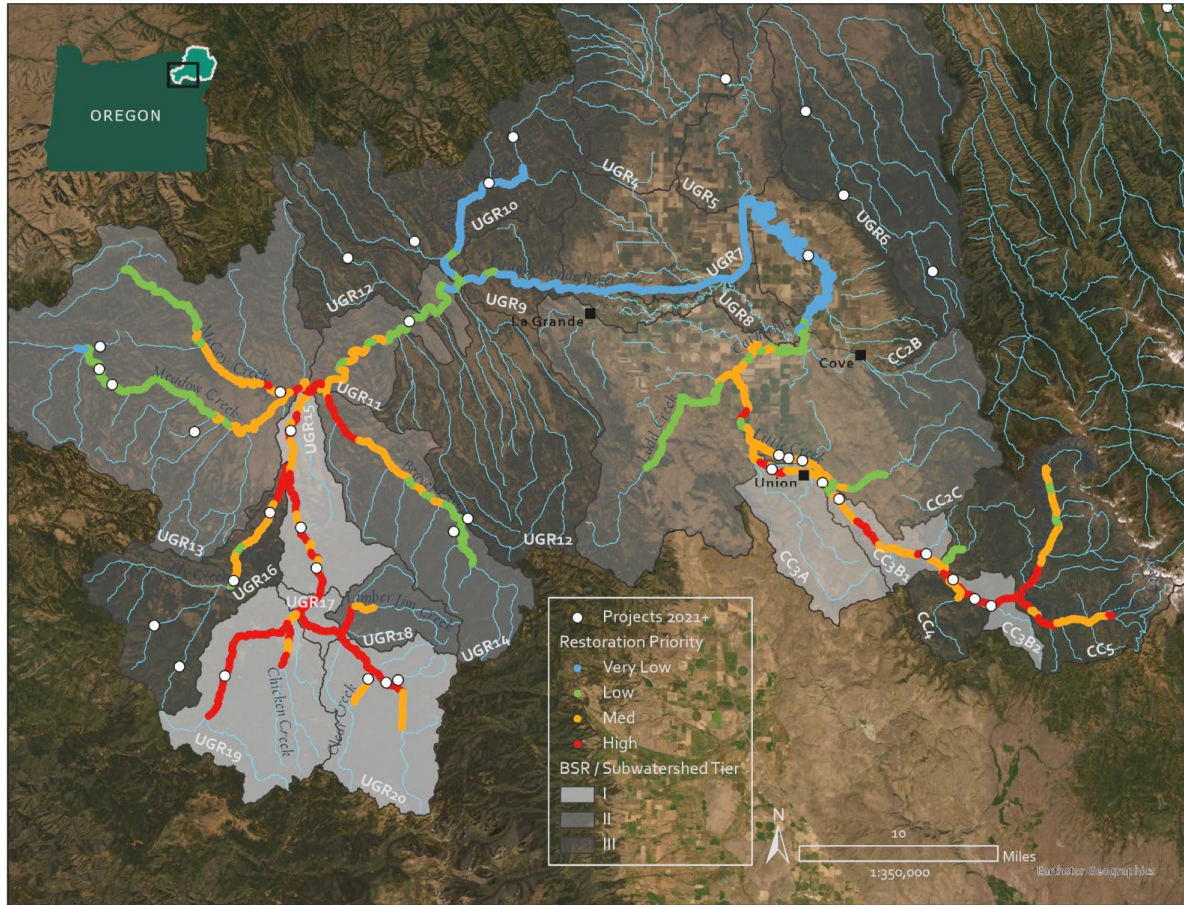 OREGON
UGR4
UGR5
UGR6
UGR10
UGR7
UGR12
UGR9
UGR8
La Grande
Cove
CC2B
McCoy Creek
Meadow Creek
UGR11
UGR15
Ladd Creek
Little Creek
Union
CC2C
UGR13
UGR12
UGR16
CC3A
CC3B1
UGR17
Limber Jim Creek
UGR18
UGR14
CC4
CC3B2
CC5
Chicken Creek
Clear Creek
UGR19
UGR20
Projects 2021+
Restoration Priority
Very Low
Low
Med
High
BSR / Subwatershed Tier
I
II
III
N
10
Miles
1:350,000
Earthstar Geographics